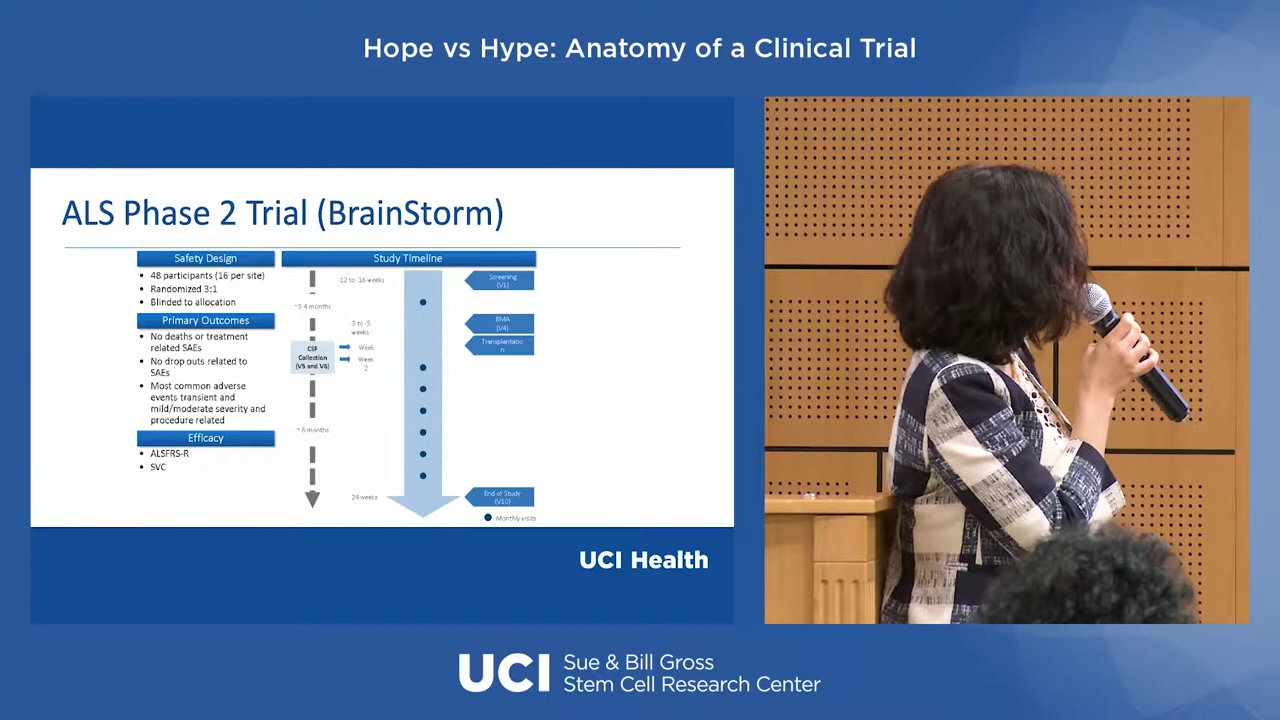 Hope vs Hype: Anatomy of a Clinical Trial
ALS Phase 2 Trial (BrainStorm)
Safety Design
• 48 participants (16 per site)
• Randomized 3:1
• Blinded to allocation
Primary Outcomes
• No deaths or treatment
related SAEs
• No drop outs related to
SAEs
• Most common adverse
events transient and
mild/moderate severity and
procedure related
Efficacy
• ALSFRS-R
• SVC
Study Timeline
-12 to -16 weeks
~3-4 months
-3 to -5
weeks
CSF
Collection
(V5 and V6)
Week
Week
2
~ 6 months
24 weeks
Screening
(V1)
BMA
(V4)
Transplantatio
n
End of Study
(V10)
Monthly visits
UCI Health
UCI
Sue & Bill Gross
Stem Cell Research Center